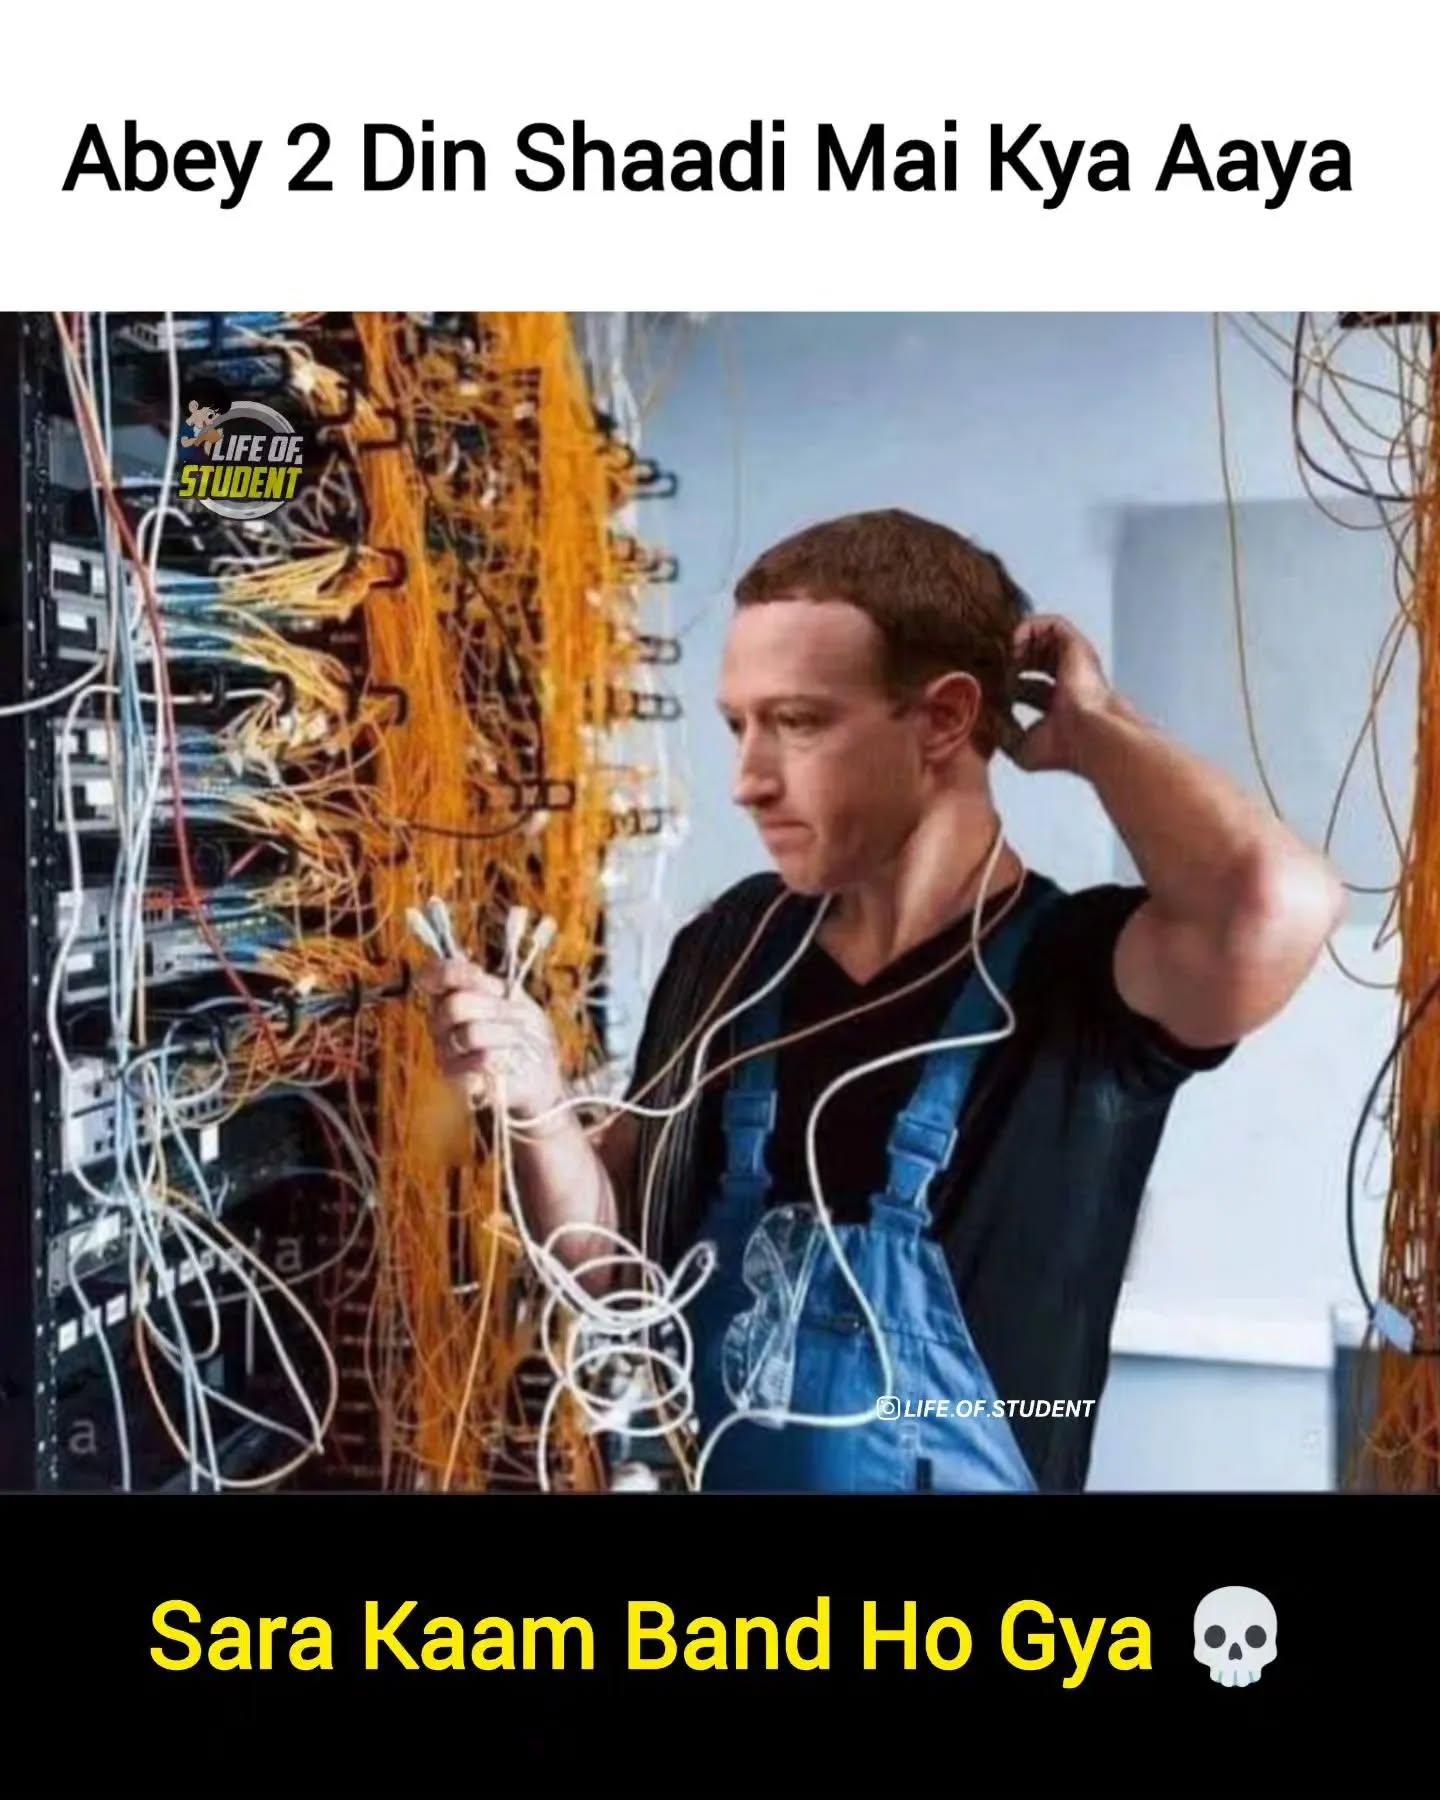 Abey 2 Din Shaadi Mai Kya Aaya
LIFE OF
STUDENT
a
a
LIFE.OF.STUDENT
Sara Kaam Band Ho Gya 💀